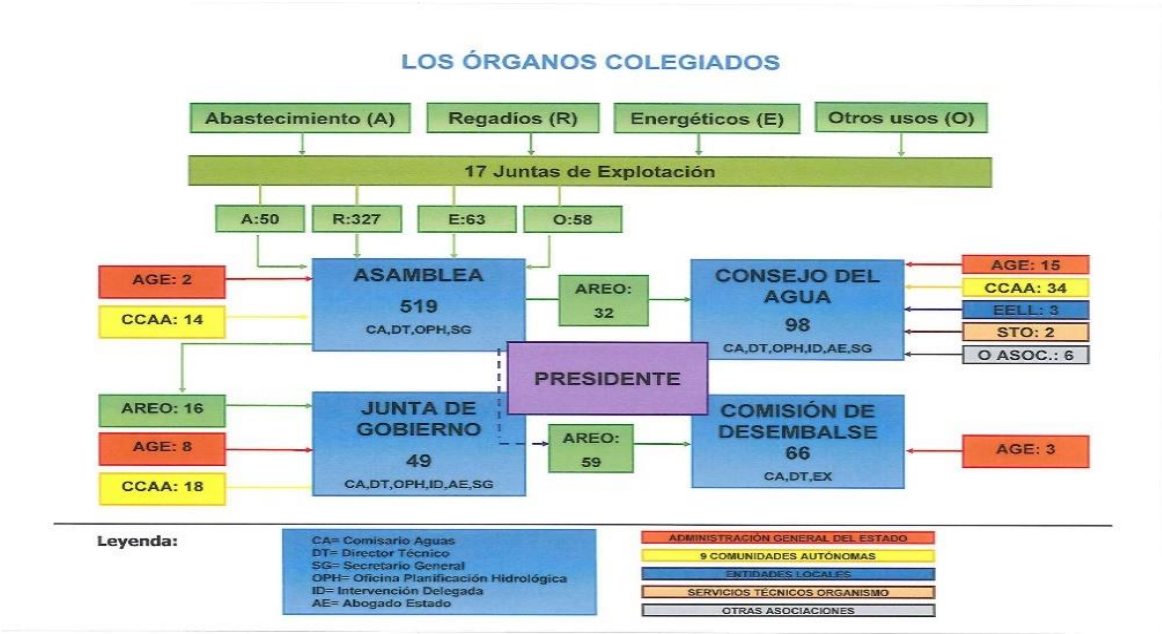 LOS ÓRGANOS COLEGIADOS
Abastecimiento (A)
Regadíos (R)
Energéticos (E)
Otros usos (O)
17 Juntas de Explotación
A:50
R:327
E:63
O:58
AGE: 2
CCAA: 14
ASAMBLEA
519
CA,DT,OPH,SG
AREO:
32
CONSEJO DEL
AGUA
98
CA,DT,OPH,ID,AE,SG
AGE: 15
CCAA: 34
EELL: 3
STO: 2
O ASOC.: 6
PRESIDENTE
AREO: 16
AGE: 8
CCAA: 18
JUNTA DE
GOBIERNO
49
CA,DT,OPH,ID,AE,SG
AREO:
59
COMISIÓN DE
DESEMBALSE
66
CA,DT,EX
AGE: 3
Leyenda:
CA= Comisario Aguas
DT= Director Técnico
SG= Secretario General
OPH= Oficina Planificación Hidrológica
ID= Intervención Delegada
AE= Abogado Estado
ADMINISTRACIÓN GENERAL DEL ESTADO
9 COMUNIDADES AUTÓNOMAS
ENTIDADES LOCALES
SERVICIOS TÉCNICOS ORGANISMO
OTRAS ASOCIACIONES